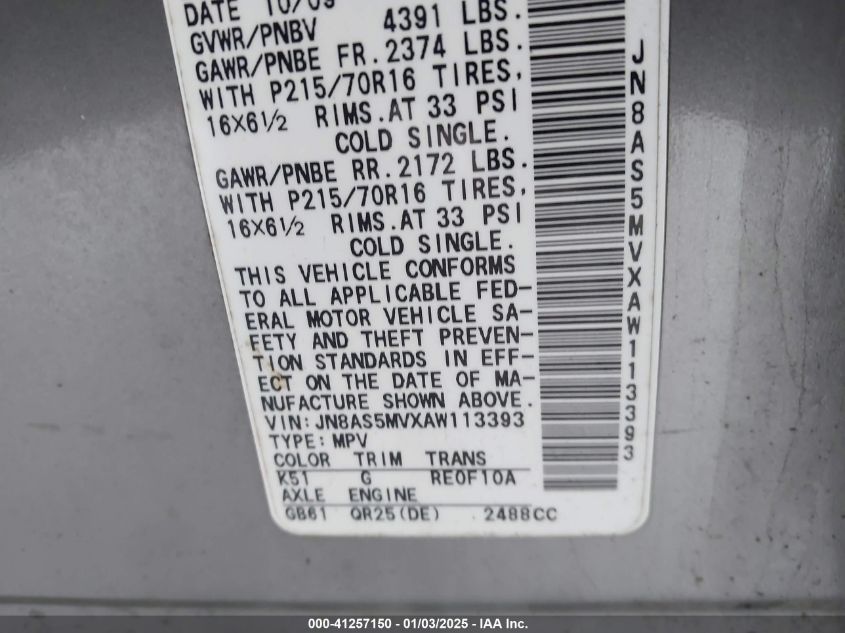 DATE 10/09
GVWR/PNBV 4391 LBS.
GAWR/PNBE FR. 2374 LBS.
WITH P215/70R16 TIRES,
16X6½ RIMS. AT 33 PSI
COLD SINGLE.
GAWR/PNBE RR. 2172 LBS.
WITH P215/70R16 TIRES,
16X6½ RIMS. AT 33 PSI
COLD SINGLE.
THIS VEHICLE CONFORMS
TO ALL APPLICABLE FED-
ERAL MOTOR VEHICLE SA-
FETY AND THEFT PREVEN-
TION STANDARDS IN EFF-
ECT ON THE DATE OF MA-
NUFACTURE SHOWN ABOVE.
VIN: JN8AS5MVXAW113393
TYPE: MPV
COLOR TRIM TRANS
K51 G RE0F10A
AXLE ENGINE
GB61 QR25(DE) 2488CC
JN8AS5MVXAW113393
000-41257150 — 01/03/2025 — IAA Inc.